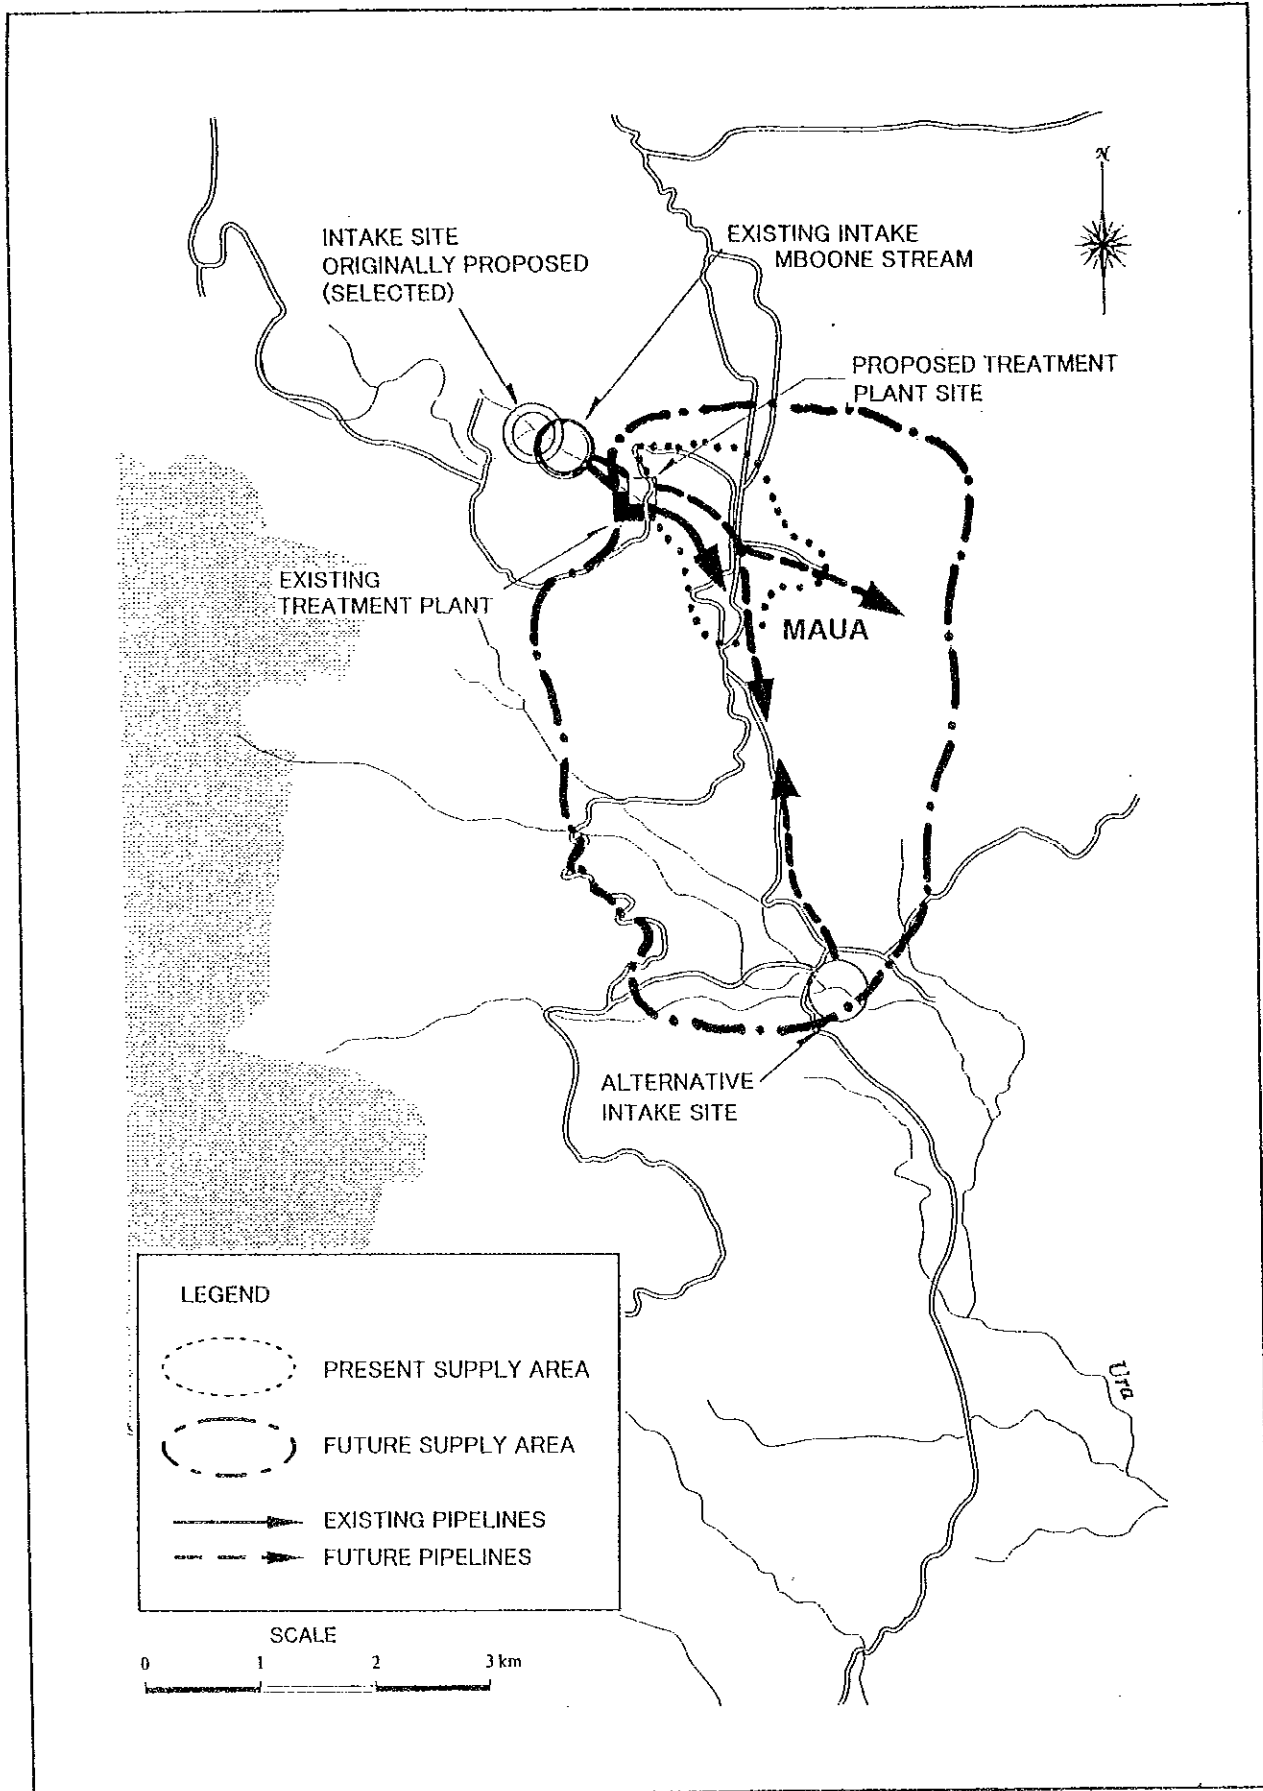 N
INTAKE SITE
ORIGINALLY PROPOSED
(SELECTED)
EXISTING INTAKE
MBOONE STREAM
PROPOSED TREATMENT
PLANT SITE
EXISTING
TREATMENT PLANT
MAUA
ALTERNATIVE
INTAKE SITE
Ura
LEGEND
PRESENT SUPPLY AREA
FUTURE SUPPLY AREA
EXISTING PIPELINES
FUTURE PIPELINES
SCALE
0 1 2 3 km